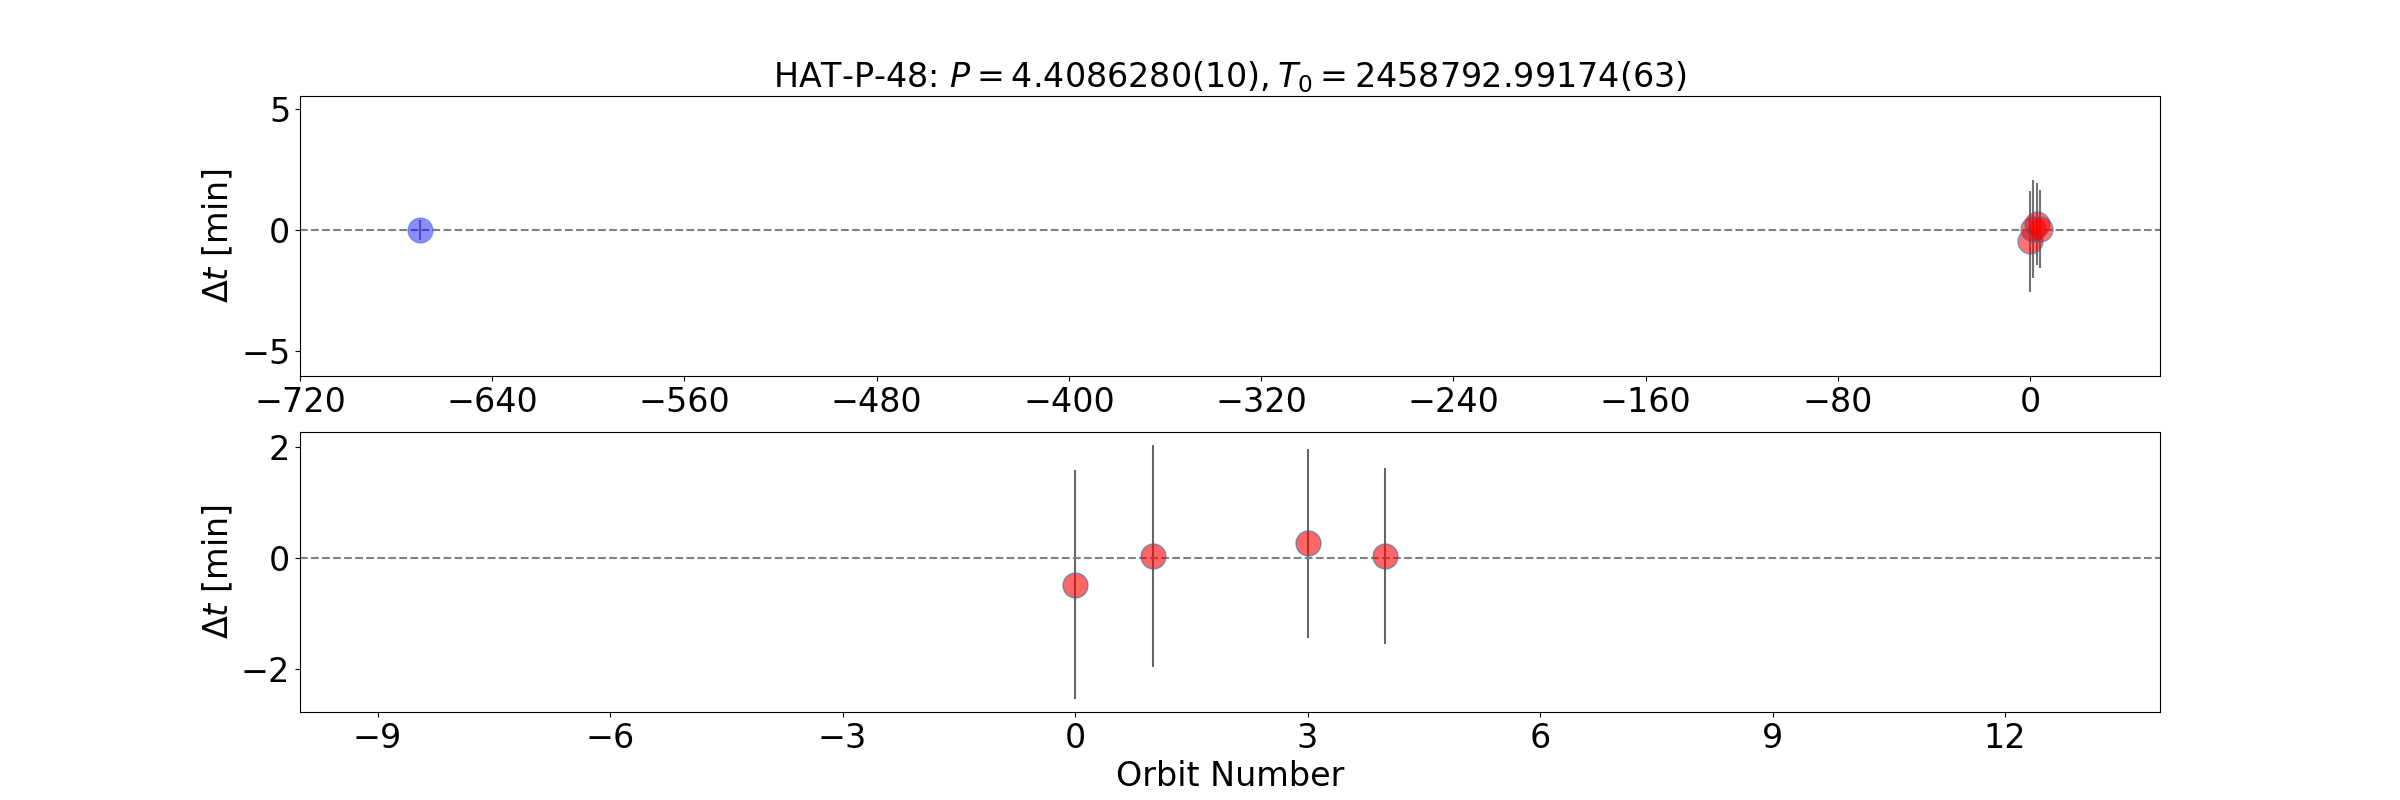 HAT-P-48: P = 4.4086280(10), T₀ = 2458792.99174(63)
Δt [min]
5
0
−5
−720 −640 −560 −480 −400 −320 −240 −160 −80 0
Δt [min]
2
0
−2
−9 −6 −3 0 3 6 9 12
Orbit Number